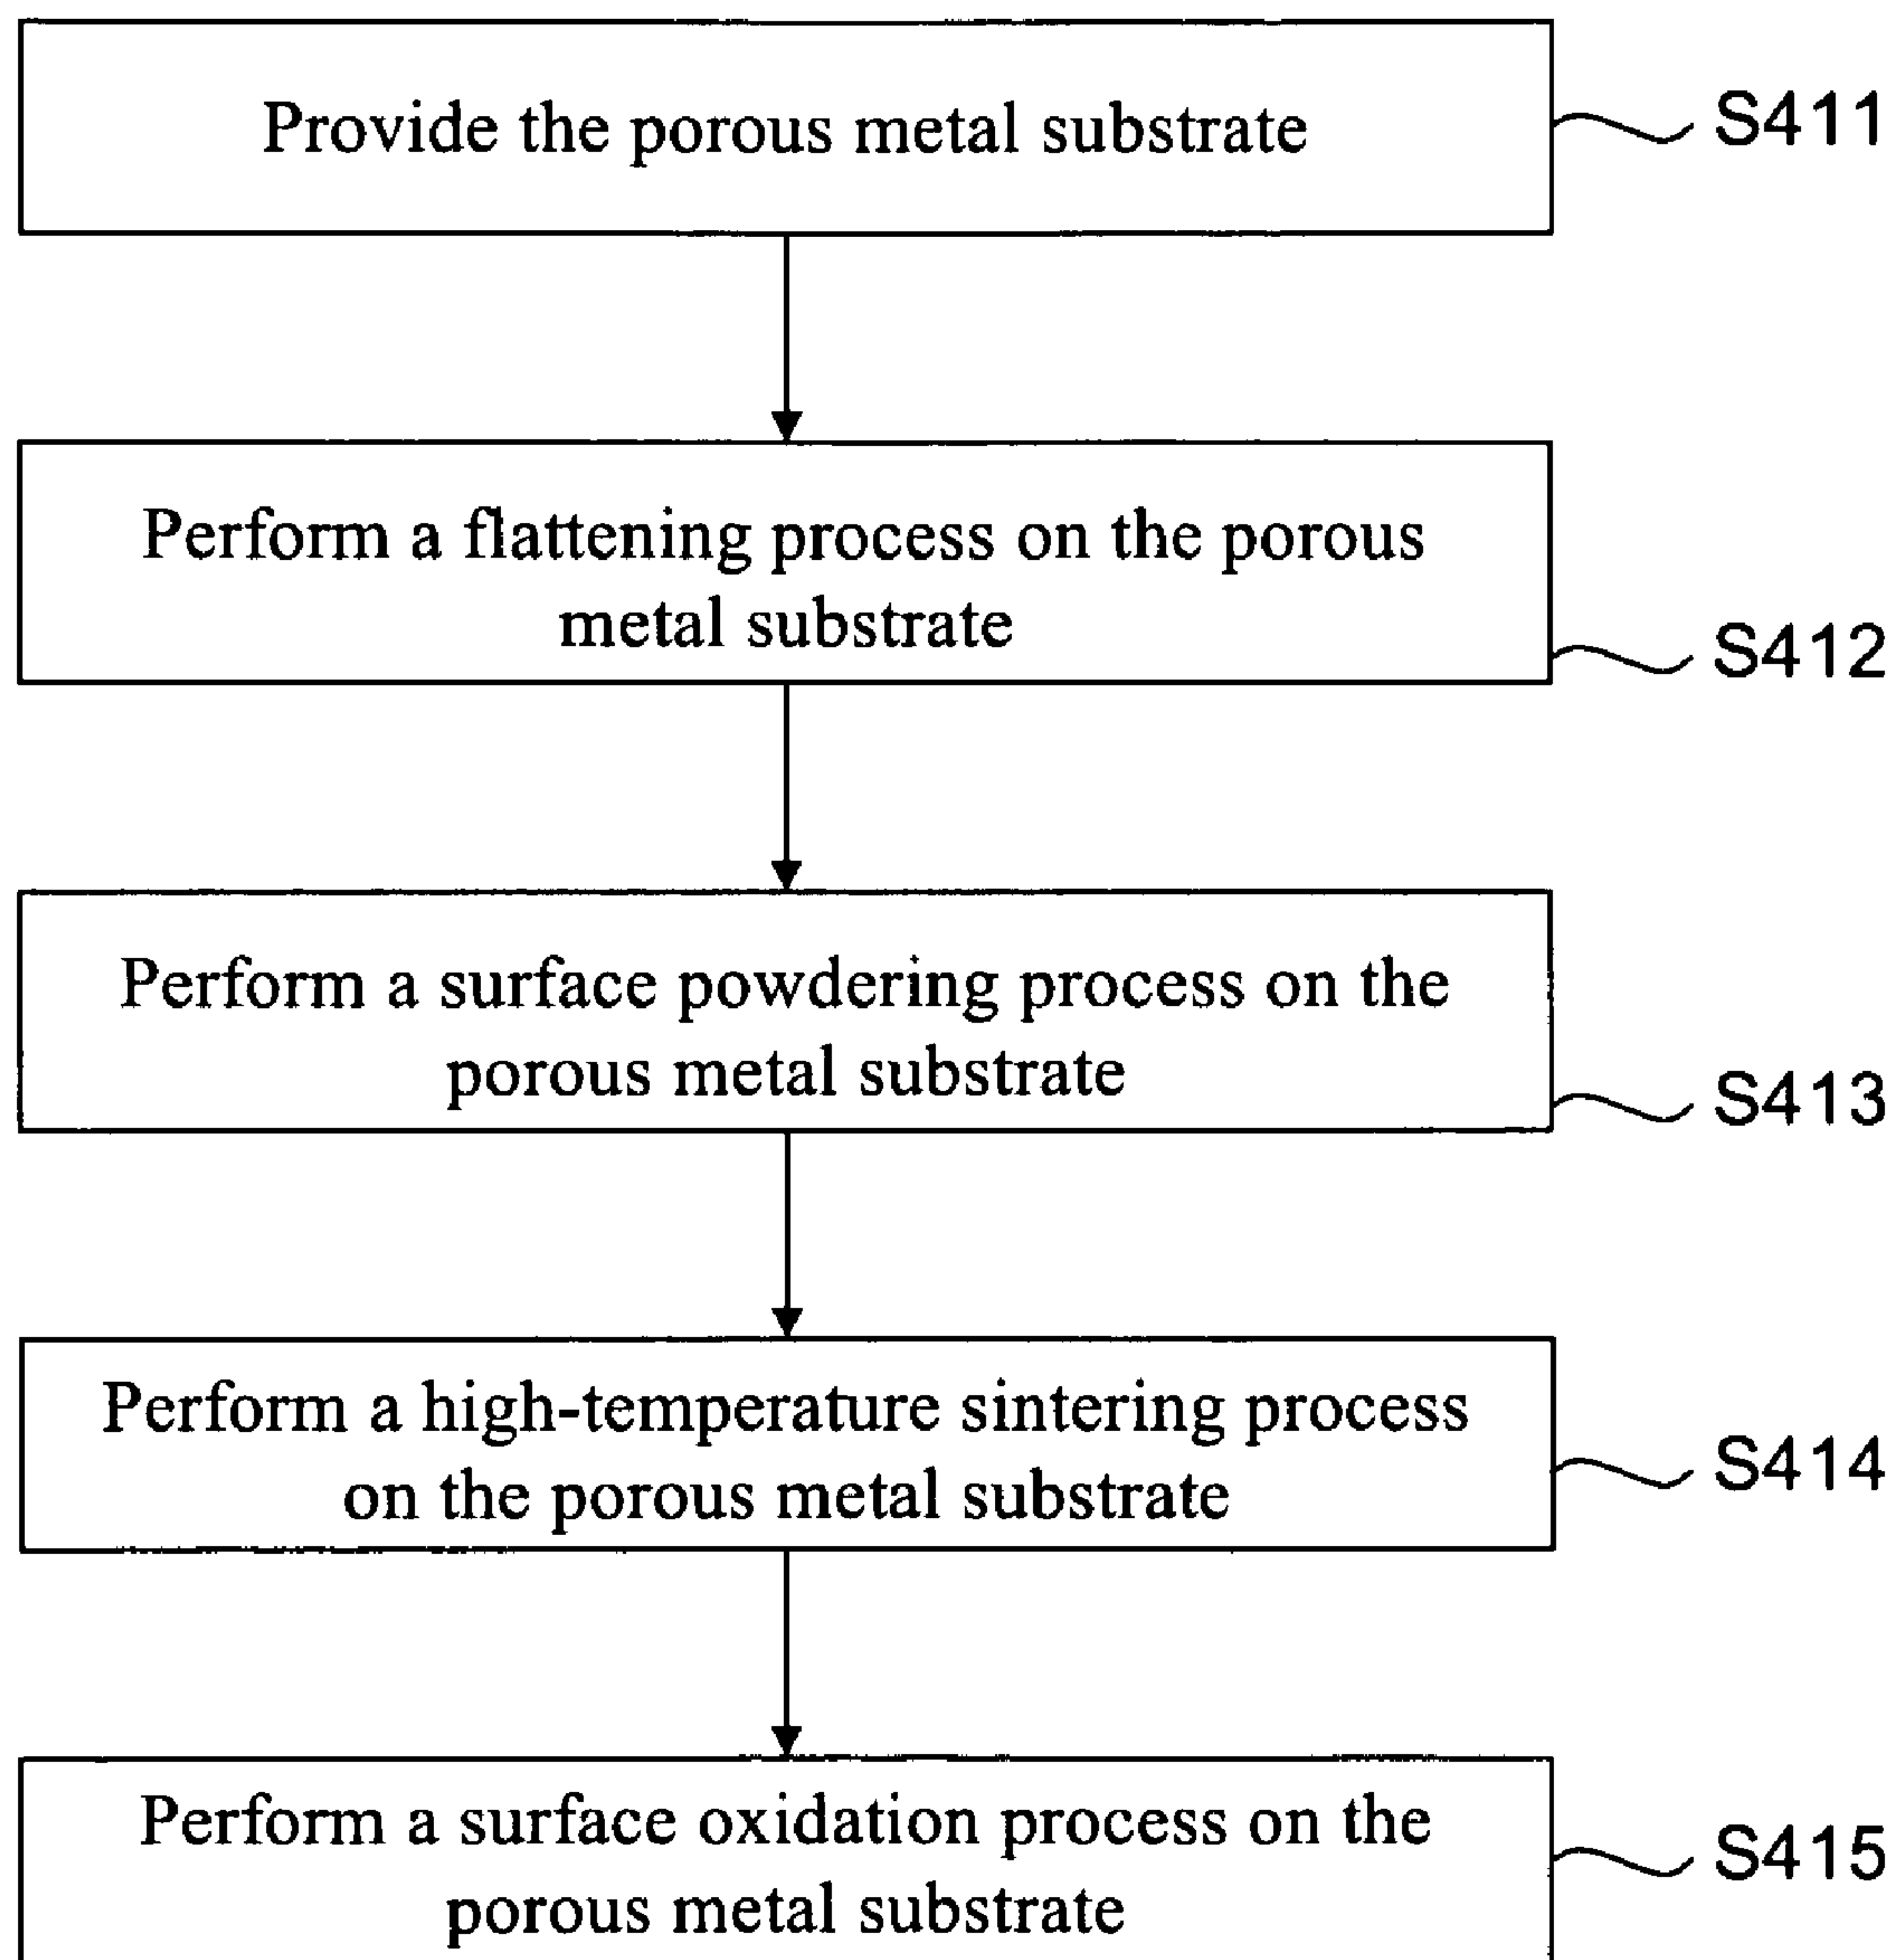 Provide the porous metal substrate
S411
Perform a flattening process on the porous
metal substrate
S412
Perform a surface powdering process on the
porous metal substrate
S413
Perform a high-temperature sintering process
on the porous metal substrate
S414
Perform a surface oxidation process on the
porous metal substrate
S415